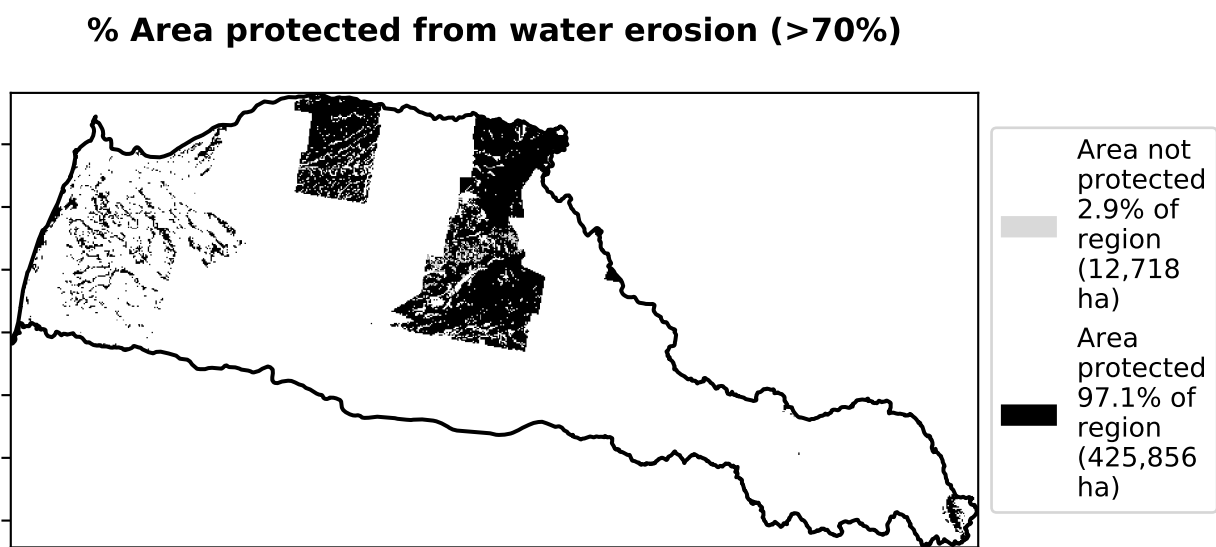 % Area protected from water erosion (>70%)
Area not
protected
2.9% of
region
(12,718
ha)
Area
protected
97.1% of
region
(425,856
ha)